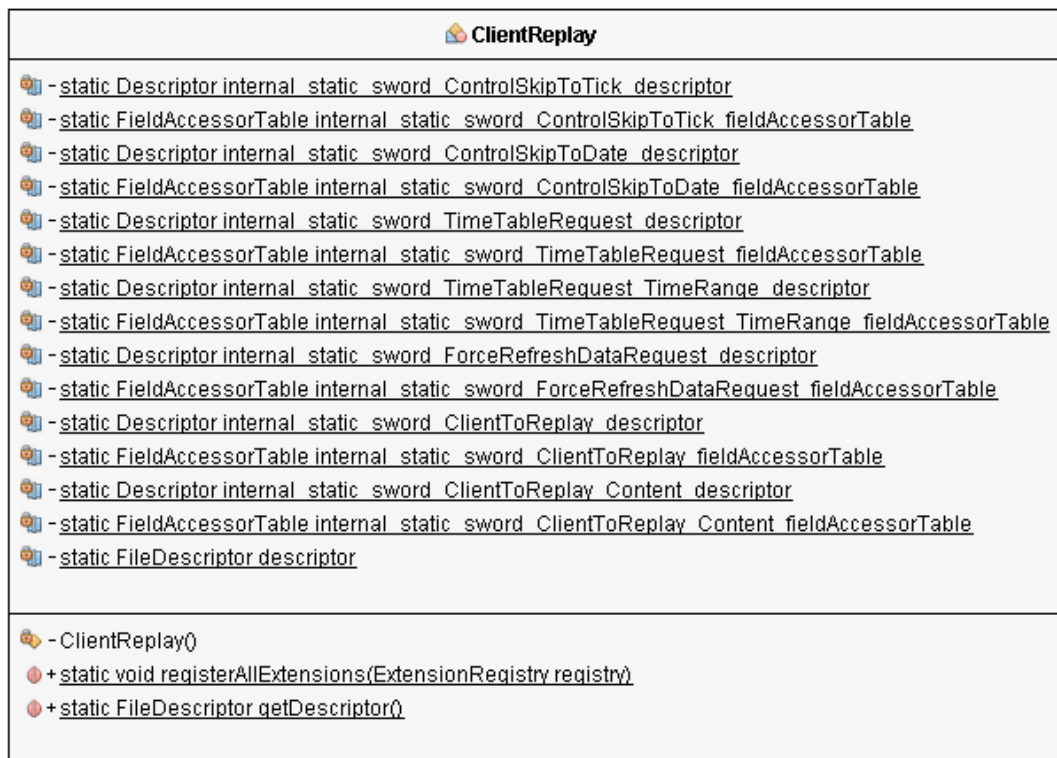 ClientReplay
- static Descriptor internal_static_sword_ControlSkipToTick_descriptor
- static FieldAccessorTable internal_static_sword_ControlSkipToTick_fieldAccessorTable
- static Descriptor internal_static_sword_ControlSkipToDate_descriptor
- static FieldAccessorTable internal_static_sword_ControlSkipToDate_fieldAccessorTable
- static Descriptor internal_static_sword_TimeTableRequest_descriptor
- static FieldAccessorTable internal_static_sword_TimeTableRequest_fieldAccessorTable
- static Descriptor internal_static_sword_TimeTableRequest_TimeRange_descriptor
- static FieldAccessorTable internal_static_sword_TimeTableRequest_TimeRange_fieldAccessorTable
- static Descriptor internal_static_sword_ForceRefreshDataRequest_descriptor
- static FieldAccessorTable internal_static_sword_ForceRefreshDataRequest_fieldAccessorTable
- static Descriptor internal_static_sword_ClientToReplay_descriptor
- static FieldAccessorTable internal_static_sword_ClientToReplay_fieldAccessorTable
- static Descriptor internal_static_sword_ClientToReplay_Content_descriptor
- static FieldAccessorTable internal_static_sword_ClientToReplay_Content_fieldAccessorTable
- static FileDescriptor descriptor
- ClientReplay()
+ static void registerAllExtensions(ExtensionRegistry registry)
+ static FileDescriptor getDescriptor()